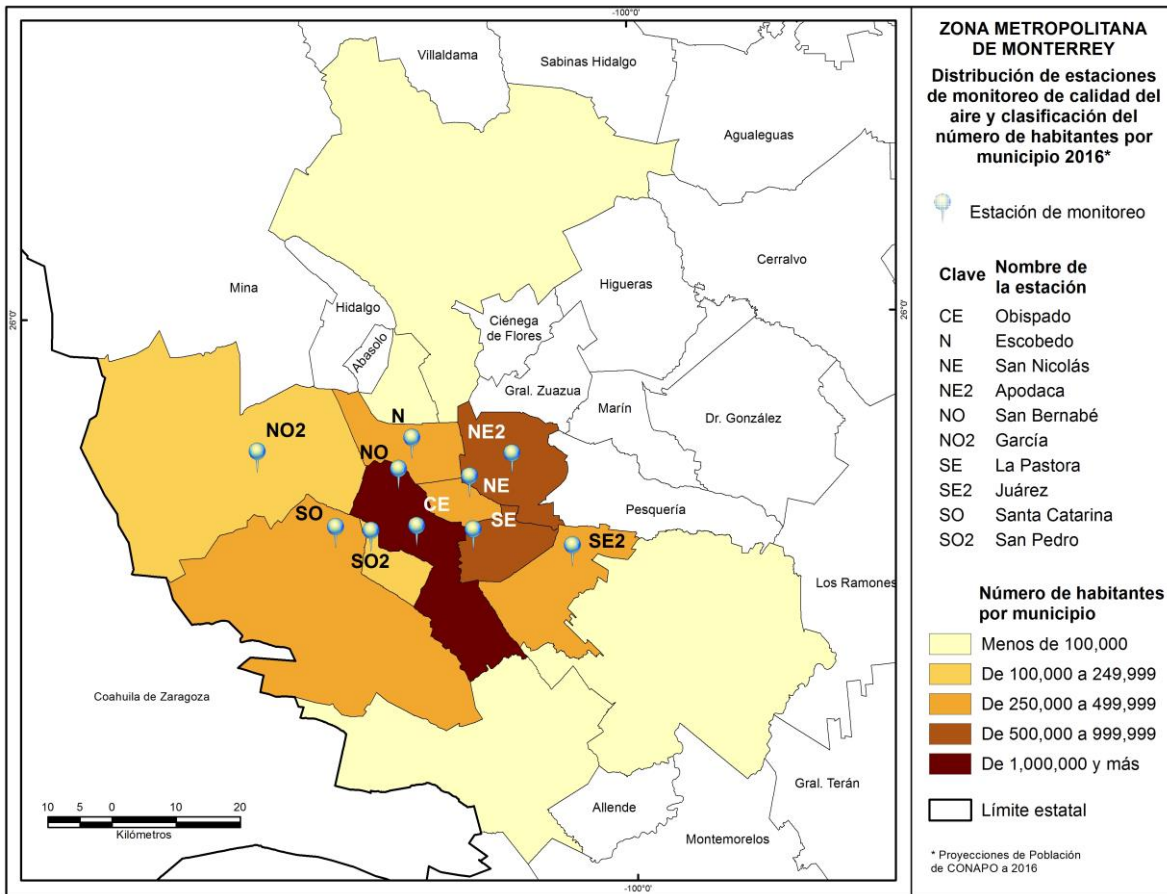 -100°0'
Villaldama
Sabinas Hidalgo
Agualeguas
Cerralvo
Mina
Hidalgo
Higueras
26°0'
26°0'
Ciénega
de Flores
Abasolo
Gral. Zuazua
Marín
Dr. González
N
NO2
NE2
NO
NE
CE
Pesquería
SO
SE
SO2
SE2
Los Ramones
Coahuila de Zaragoza
Gral. Terán
Allende
Montemorelos
10 5 0 10 20
Kilómetros
-100°0'
ZONA METROPOLITANA
DE MONTERREY
Distribución de estaciones
de monitoreo de calidad del
aire y clasificación del
número de habitantes por
municipio 2016*
Estación de monitoreo
Clave Nombre de
la estación
CE Obispado
N Escobedo
NE San Nicolás
NE2 Apodaca
NO San Bernabé
NO2 García
SE La Pastora
SE2 Juárez
SO Santa Catarina
SO2 San Pedro
Número de habitantes
por municipio
Menos de 100,000
De 100,000 a 249,999
De 250,000 a 499,999
De 500,000 a 999,999
De 1,000,000 y más
Límite estatal
* Proyecciones de Población
de CONAPO a 2016